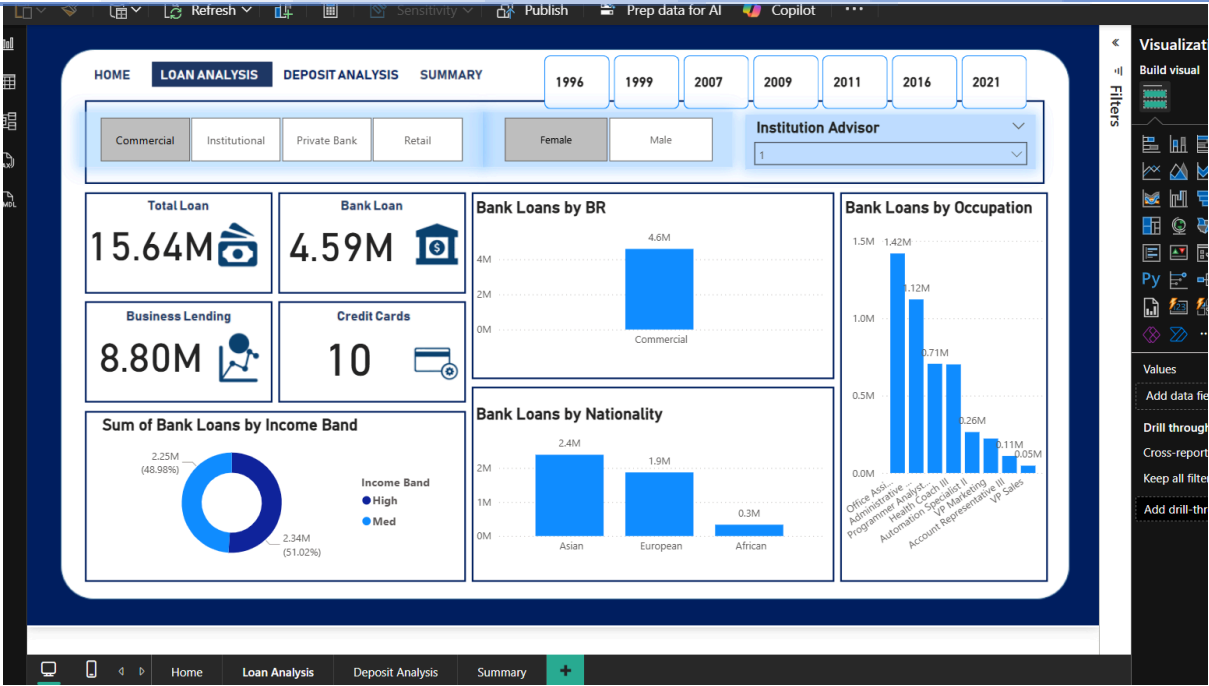 Refresh
Sensitivity
Publish
Prep data for AI
Copilot
Visualizati
Build visual
Filters
HOME LOAN ANALYSIS DEPOSIT ANALYSIS SUMMARY
1996 1999 2007 2009 2011 2016 2021
Commercial Institutional Private Bank Retail
Female Male
Institution Advisor
1
Total Loan
15.64M
Bank Loan
4.59M
Business Lending
8.80M
Credit Cards
10
Sum of Bank Loans by Income Band
2.25M
(48.98%)
2.34M
(51.02%)
Income Band
High
Med
Bank Loans by BR
4.6M
4M
2M
0M
Commercial
Bank Loans by Nationality
2.4M
1.9M
0.3M
2M
1M
0M
Asian European African
Bank Loans by Occupation
1.5M
1.0M
0.5M
0.0M
1.42M
1.12M
0.71M
0.26M
0.11M
0.05M
Office Assi...
Administrative ...
Programmer Analyst...
Health Coach III
Automation Specialist II
VP Marketing
Account Representative III
VP Sales
Py
123
Values
Add data fie
Drill through
Cross-report
Keep all filter
Add drill-thr
Home Loan Analysis Deposit Analysis Summary